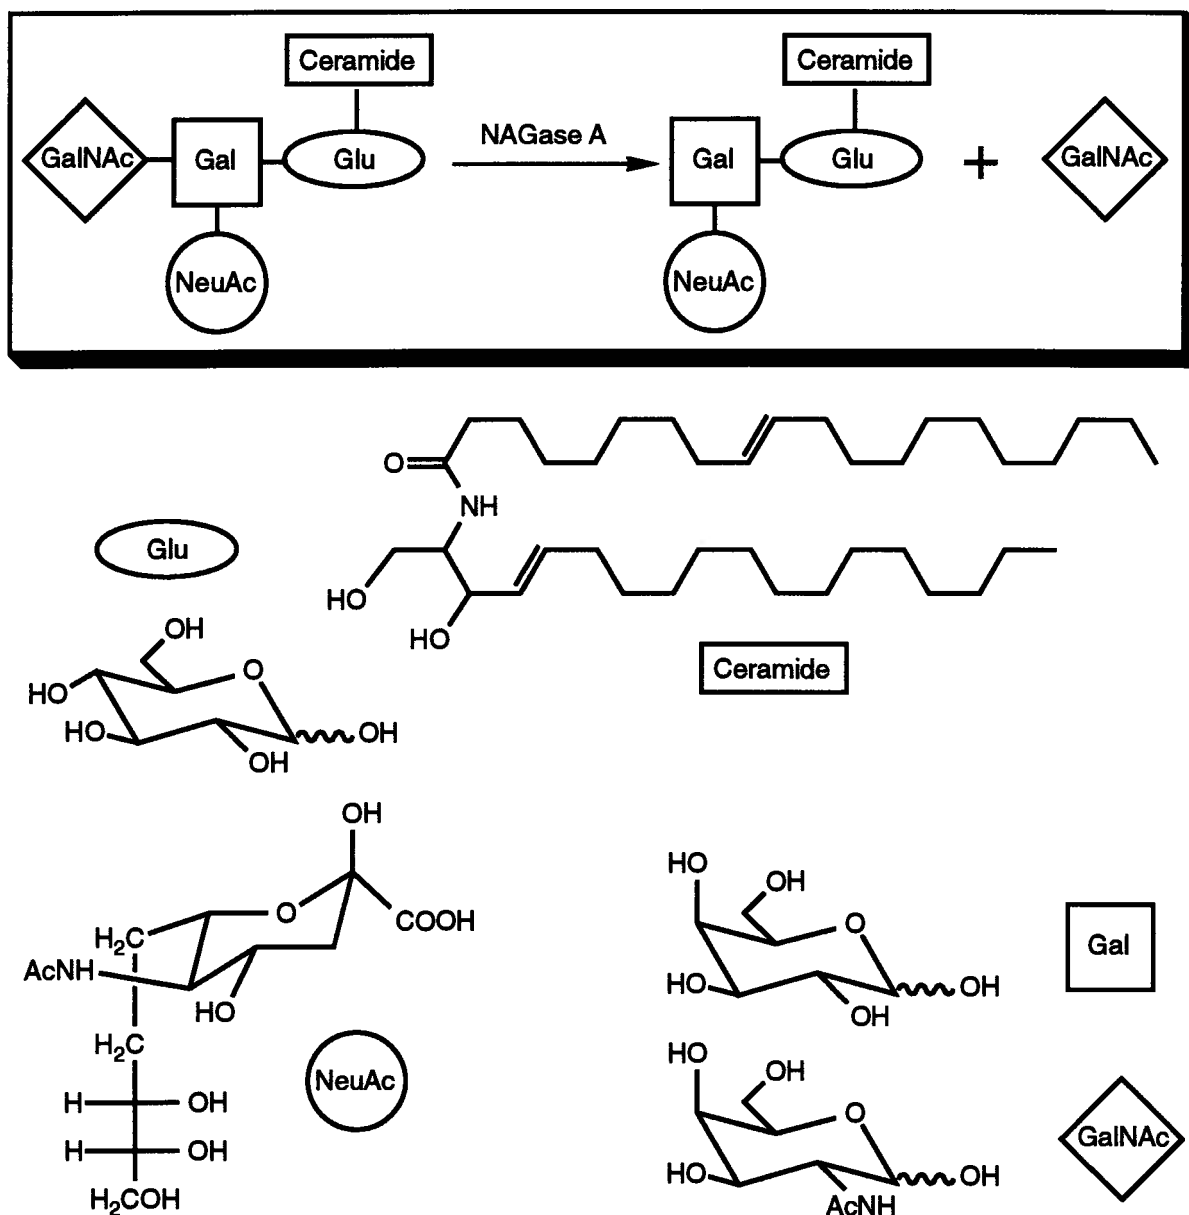 Ceramide
Ceramide
GalNAc
Gal
Glu
NAGase A
Gal
Glu
+
GalNAc
NeuAc
NeuAc
O
NH
HO
HO
Ceramide
Glu
OH
O
HO
HO
OH
OH
OH
O
COOH
H₂C
AcNH
HO
H₂C
H
OH
H
OH
H₂COH
NeuAc
HO
OH
O
HO
OH
OH
Gal
HO
OH
O
HO
OH
AcNH
GalNAc